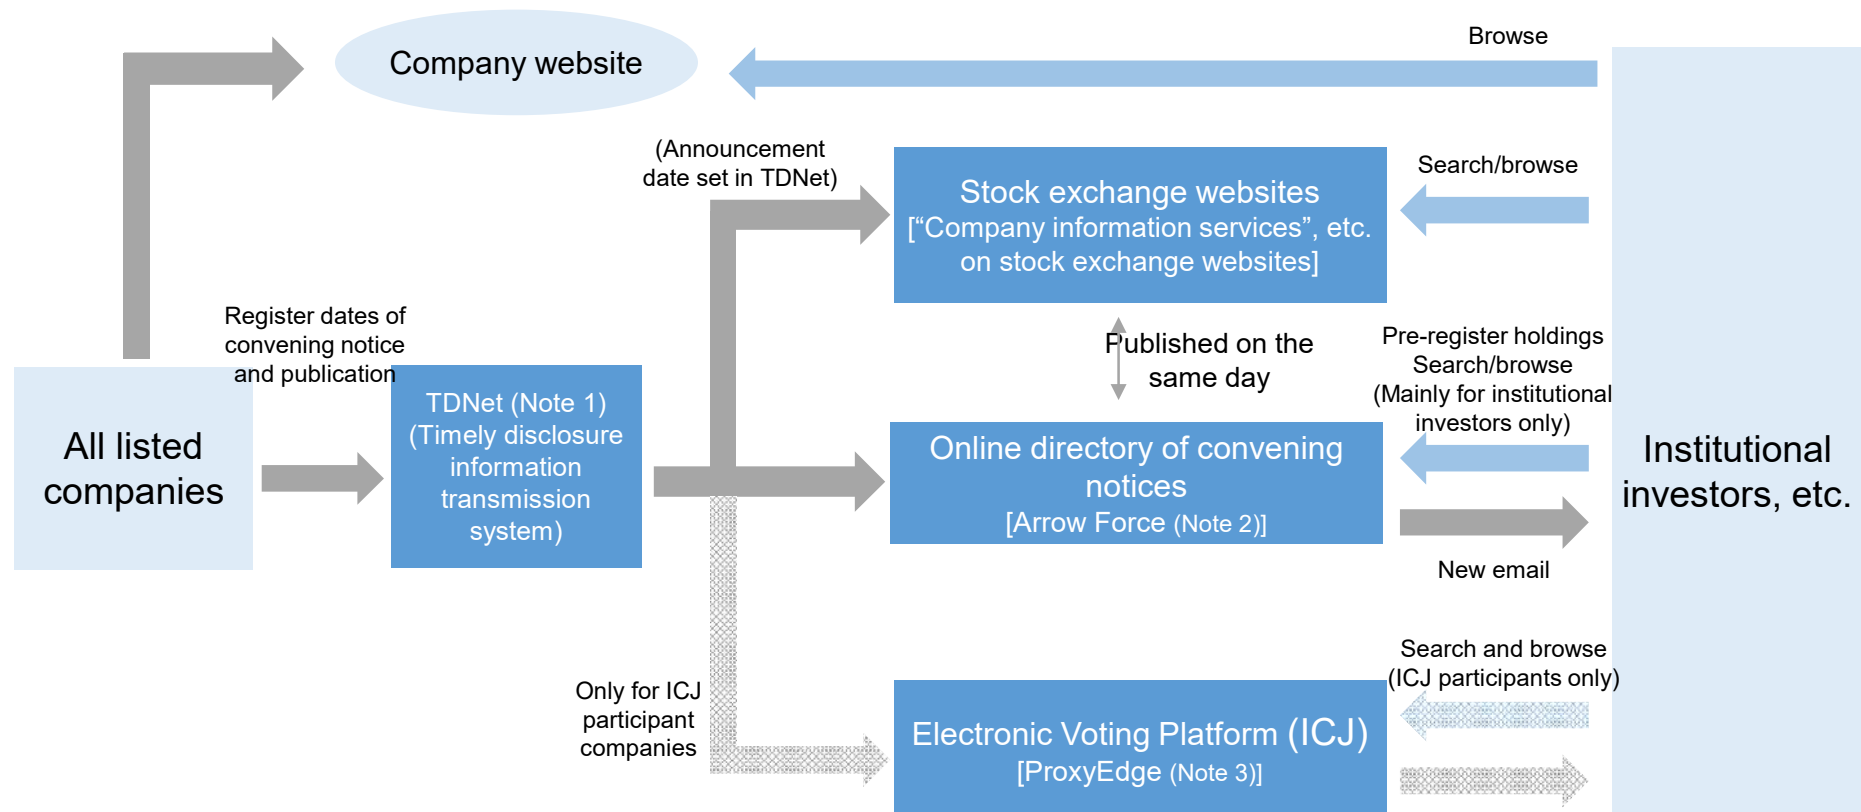 Browse
Company website
(Announcement
date set in TDNet)
Stock exchange websites
[“Company information services”, etc.
on stock exchange websites]
Search/browse
Register dates of
convening notice
and publication
Published on the
same day
Pre-register holdings
Search/browse
(Mainly for institutional
investors only)
All listed
companies
TDNet (Note 1)
(Timely disclosure
information
transmission
system)
Online directory of convening
notices
[Arrow Force (Note 2)]
Institutional
investors, etc.
New email
Search and browse
(ICJ participants only)
Only for ICJ
participant
companies
Electronic Voting Platform (ICJ)
[ProxyEdge (Note 3)]